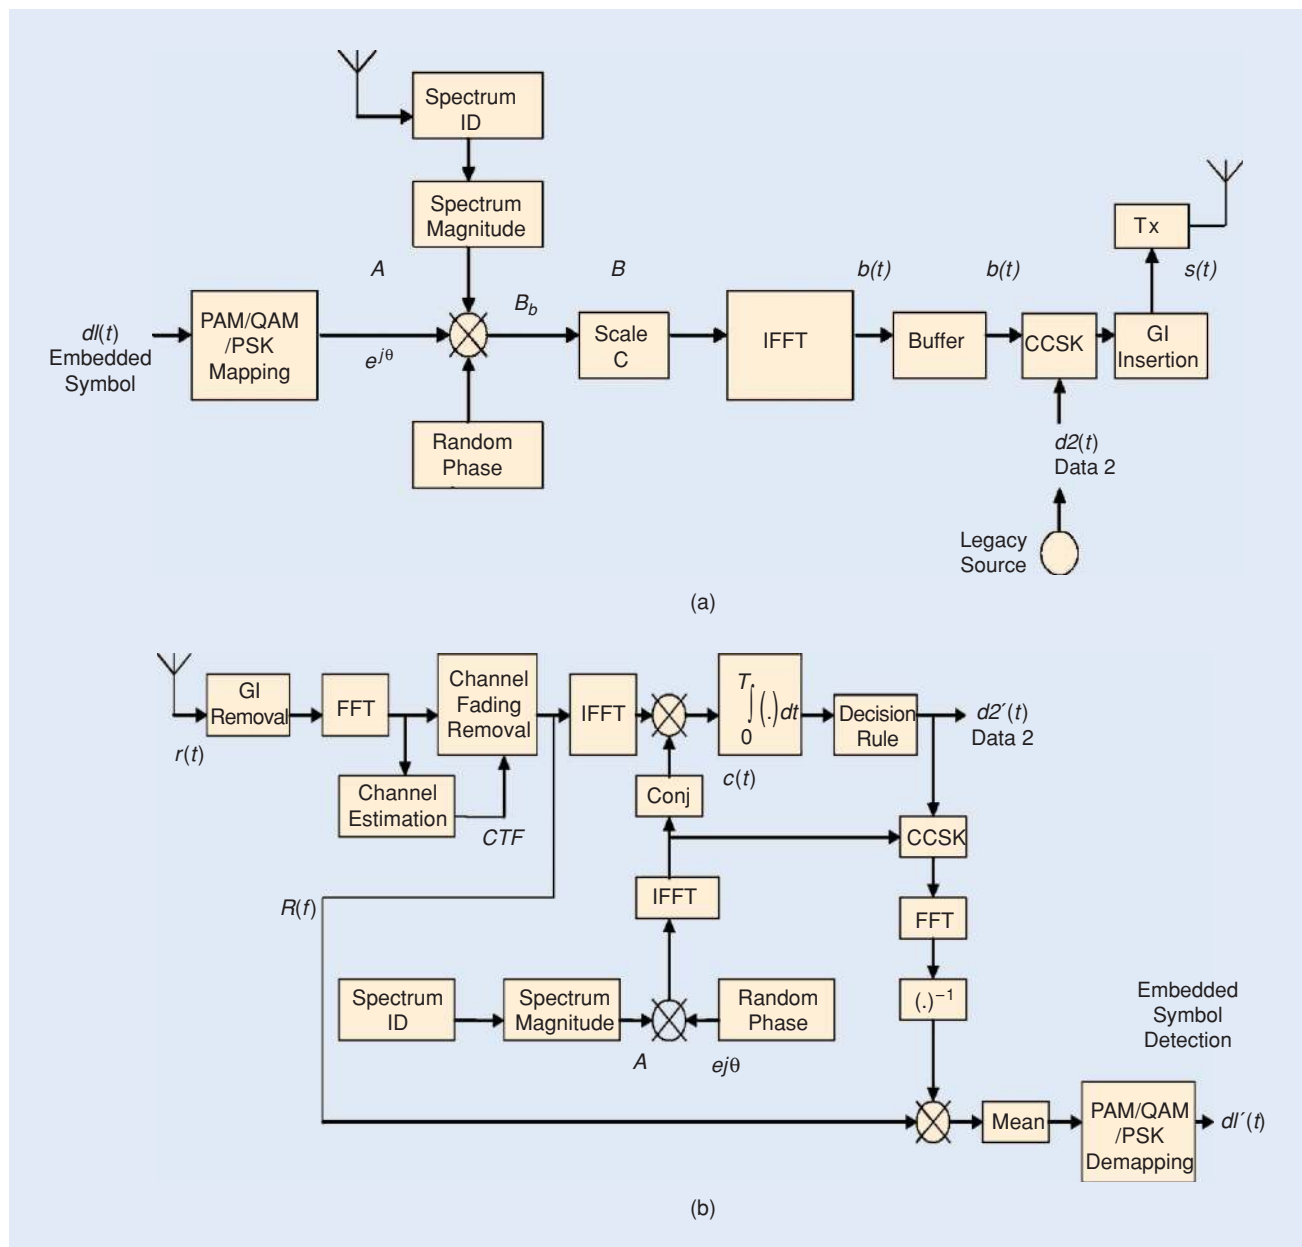 Spectrum
ID
Spectrum
Magnitude
Tx
A
B
b(t)
b(t)
s(t)
B_b
dl(t)
Embedded
Symbol
PAM/QAM
/PSK
Mapping
e^{jθ}
Scale
C
IFFT
Buffer
CCSK
GI
Insertion
Random
Phase
d2(t)
Data 2
Legacy
Source
(a)
GI
Removal
FFT
Channel
Fading
Removal
IFFT
T
∫(.)dt
0
Decision
Rule
d2′(t)
Data 2
r(t)
Channel
Estimation
CTF
Conj
c(t)
CCSK
IFFT
R(f)
FFT
Spectrum
ID
Spectrum
Magnitude
Random
Phase
(.)⁻¹
Embedded
Symbol
Detection
A
ejθ
Mean
PAM/QAM
/PSK
Demapping
dl′(t)
(b)